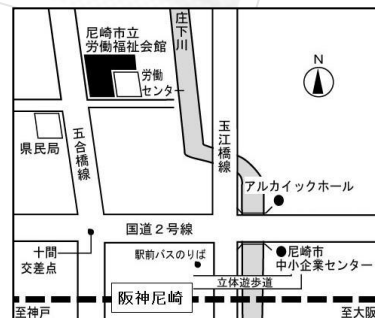 尼崎市立
労働福祉会館
労働
センター
庄下川
N
県民局
五合橋線
玉江橋線
アルカイックホール
国道2号線
十間
交差点
駅前バスのりば
尼崎市
中小企業センター
立体遊歩道
阪神尼崎
至神戸
至大阪